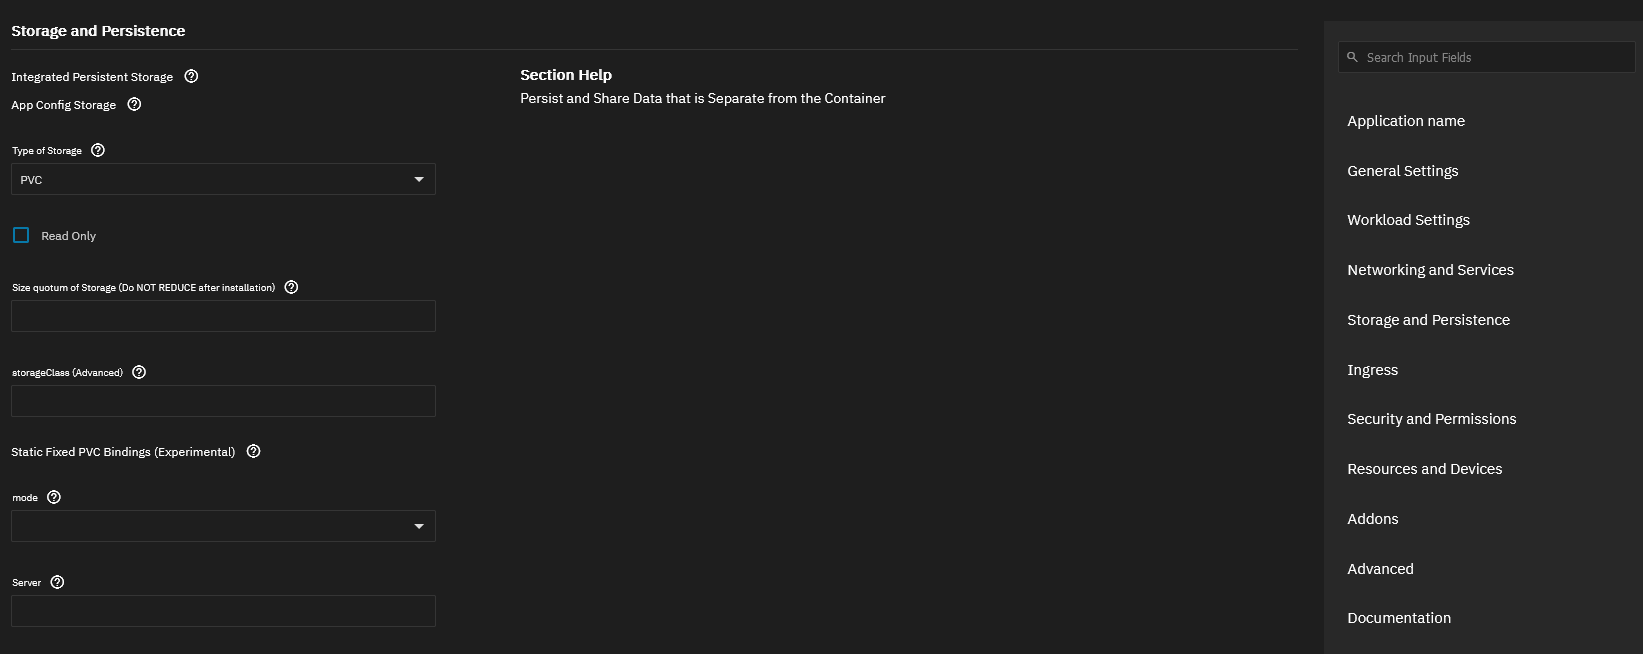 Storage and Persistence
Integrated Persistent Storage
App Config Storage
Type of Storage
PVC
Read Only
Size quotum of Storage (Do NOT REDUCE after installation)
storageClass (Advanced)
Static Fixed PVC Bindings (Experimental)
mode
Server
Section Help
Persist and Share Data that is Separate from the Container
Search Input Fields
Application name
General Settings
Workload Settings
Networking and Services
Storage and Persistence
Ingress
Security and Permissions
Resources and Devices
Addons
Advanced
Documentation